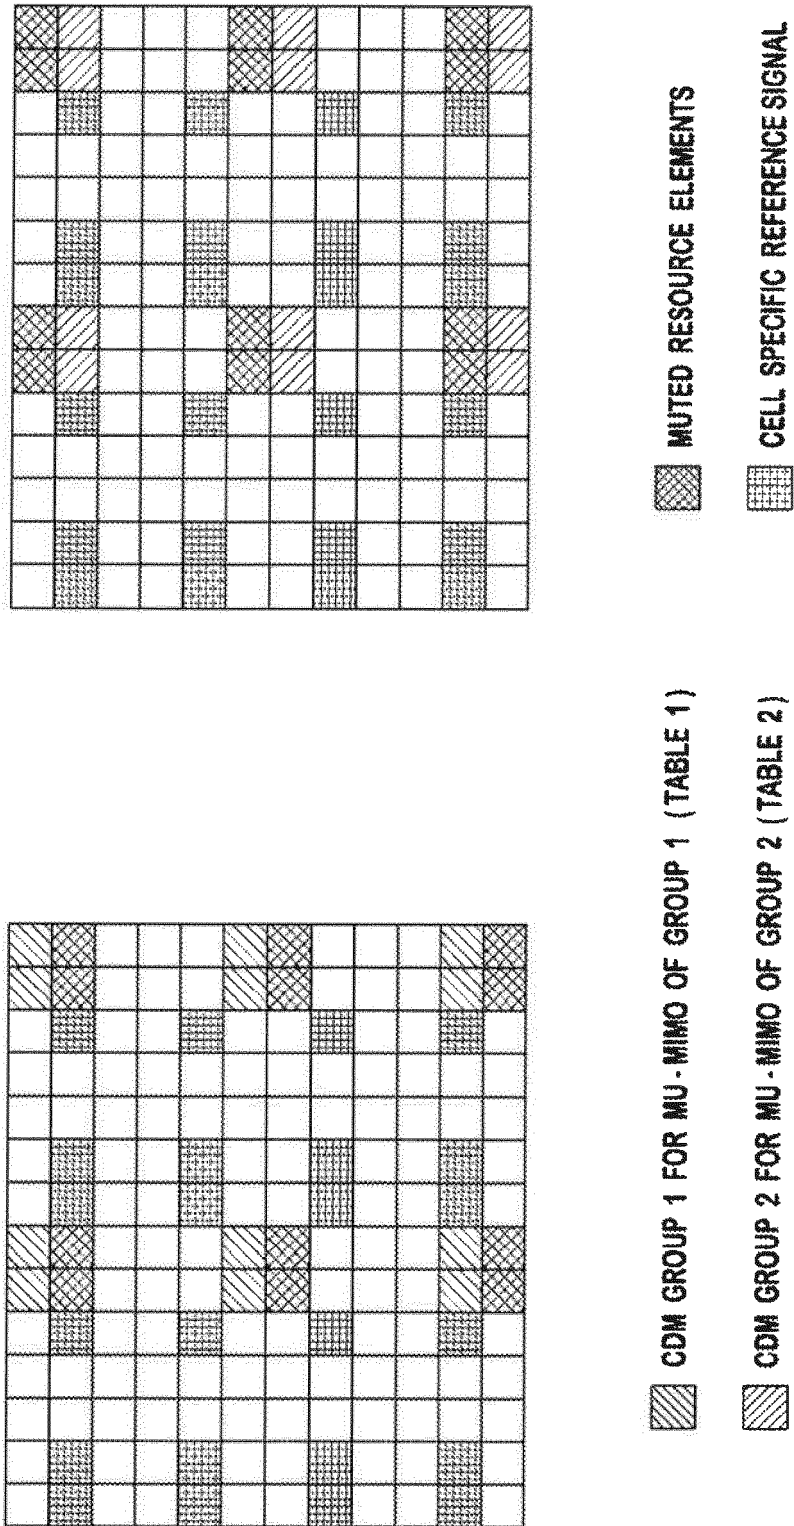 CDM GROUP 1 FOR MU-MIMO OF GROUP 1 (TABLE 1)
MUTED RESOURCE ELEMENTS
CDM GROUP 2 FOR MU-MIMO OF GROUP 2 (TABLE 2)
CELL SPECIFIC REFERENCE SIGNAL